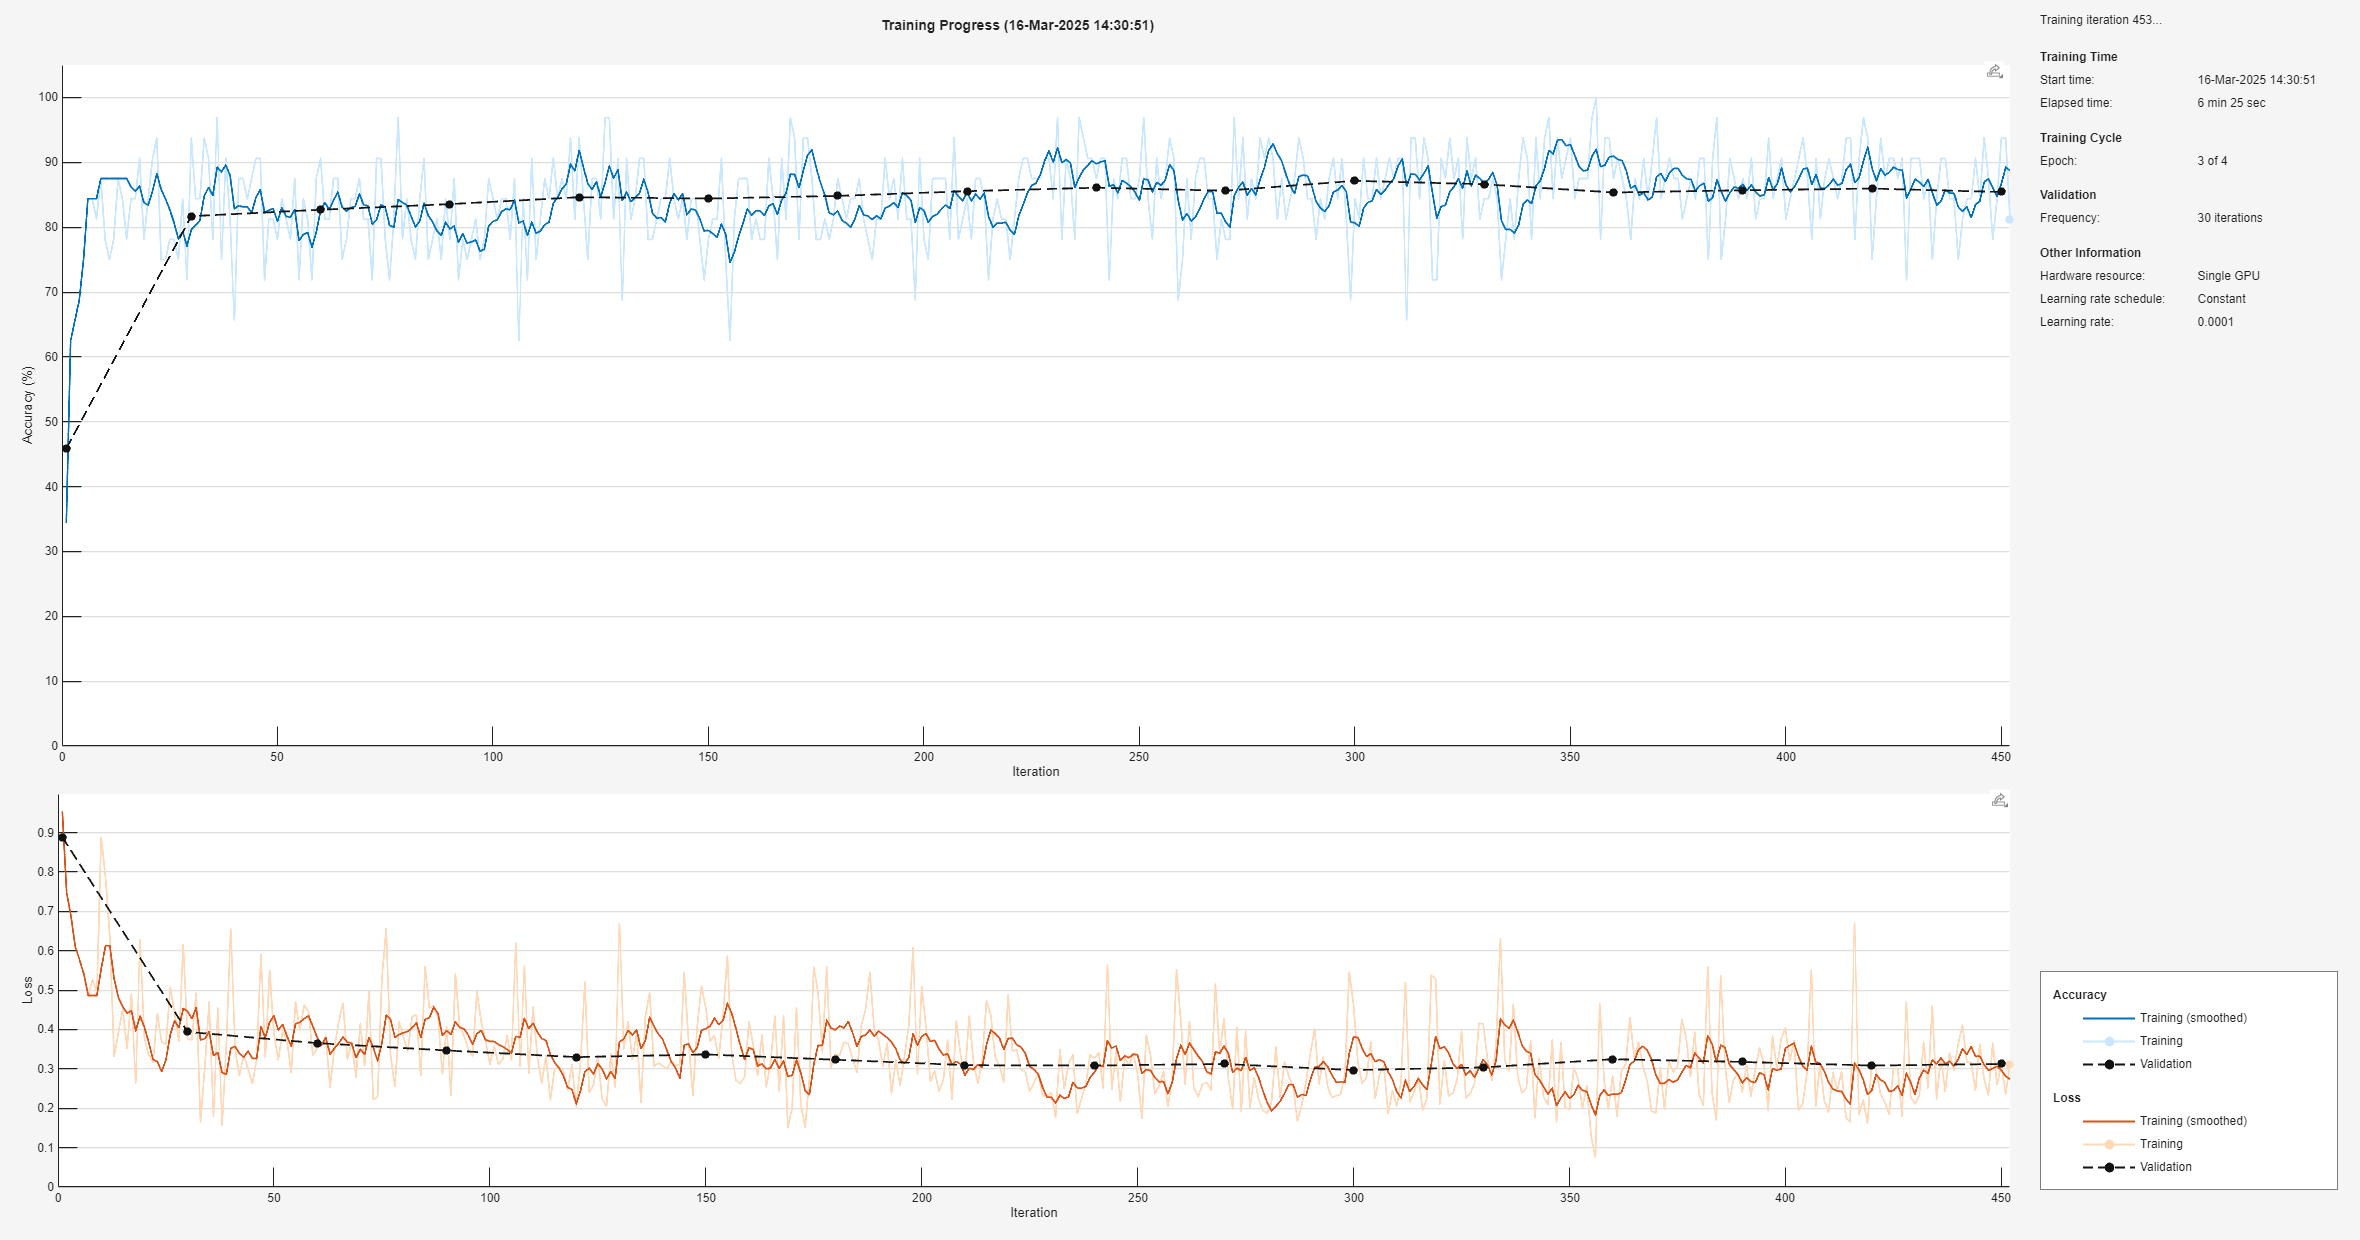 Training Progress (16-Mar-2025 14:30:51)
100
90
80
70
60
50
40
30
20
10
0
Accuracy (%)
0 50 100 150 200 250 300 350 400 450
Iteration
0.9
0.8
0.7
0.6
0.5
0.4
0.3
0.2
0.1
0
Loss
0 50 100 150 200 250 300 350 400 450
Iteration
Training iteration 453...
Training Time
Start time: 16-Mar-2025 14:30:51
Elapsed time: 6 min 25 sec
Training Cycle
Epoch: 3 of 4
Validation
Frequency: 30 iterations
Other Information
Hardware resource: Single GPU
Learning rate schedule: Constant
Learning rate: 0.0001
Accuracy
Training (smoothed)
Training
Validation
Loss
Training (smoothed)
Training
Validation